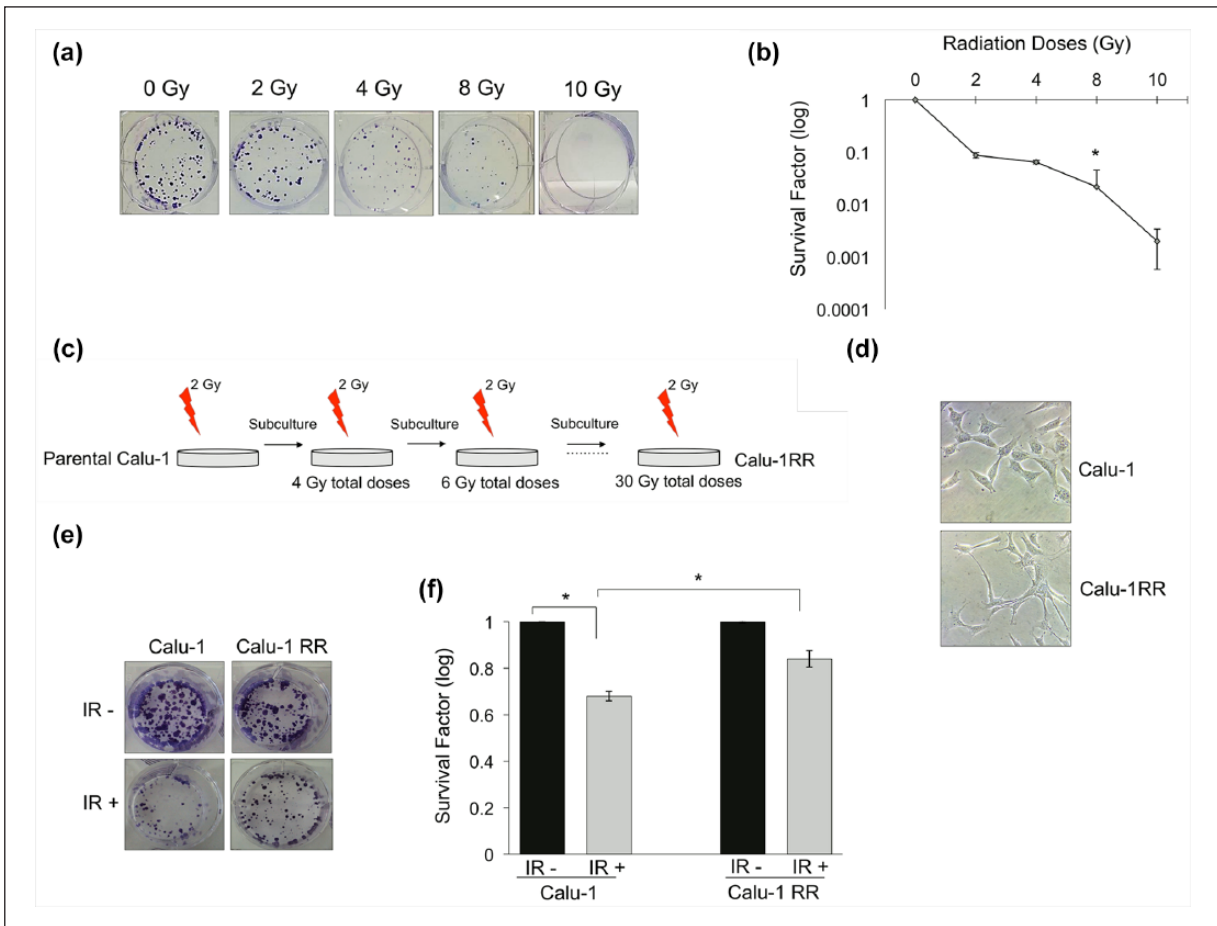 (a)
0 Gy 2 Gy 4 Gy 8 Gy 10 Gy
(b)
Radiation Doses (Gy)
0 2 4 8 10
1
0.1
0.01
0.001
0.0001
Survival Factor (log)
*
(c)
2 Gy 2 Gy 2 Gy 2 Gy
Subculture Subculture Subculture
Parental Calu-1 Calu-1RR
4 Gy total doses 6 Gy total doses 30 Gy total doses
(d)
Calu-1
Calu-1RR
(e)
Calu-1 Calu-1 RR
IR -
IR +
(f)
* *
1
0.8
0.6
0.4
0.2
0
Survival Factor (log)
IR - IR + IR - IR +
Calu-1 Calu-1 RR